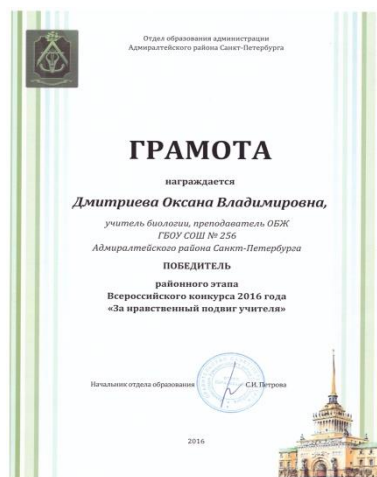 Отдел образования администрации
Адмиралтейского района Санкт-Петербурга
ГРАМОТА
награждается
Дмитриева Оксана Владимировна,
учитель биологии, преподаватель ОБЖ
ГБОУ СОШ № 256
Адмиралтейского района Санкт-Петербурга
ПОБЕДИТЕЛЬ
районного этапа
Всероссийского конкурса 2016 года
«За нравственный подвиг учителя»
Начальник отдела образования С.И. Петрова
2016